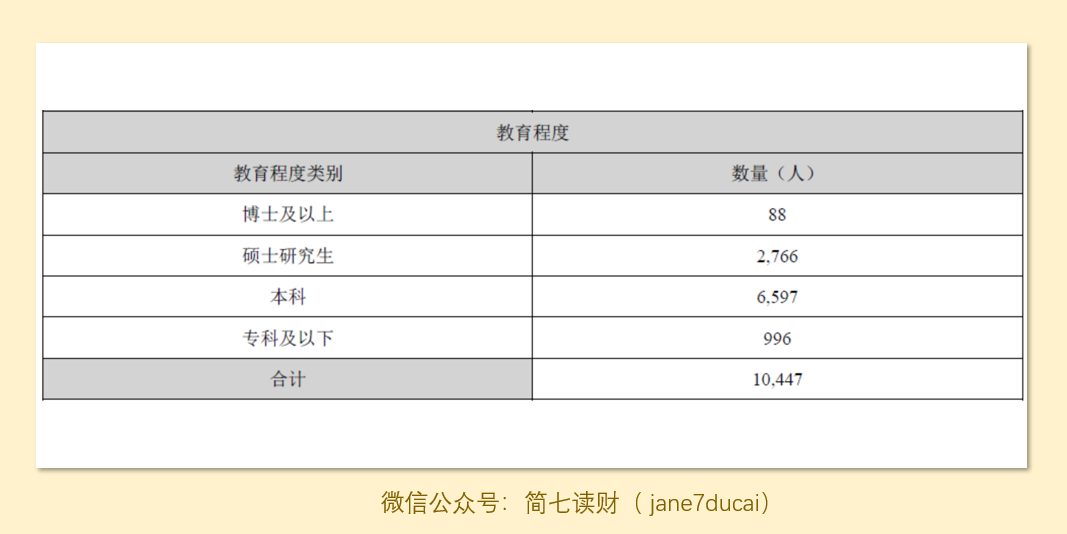 教育程度
教育程度类别 数量（人）
博士及以上 88
硕士研究生 2,766
本科 6,597
专科及以下 996
合计 10,447
微信公众号：简七读财（ jane7ducai）